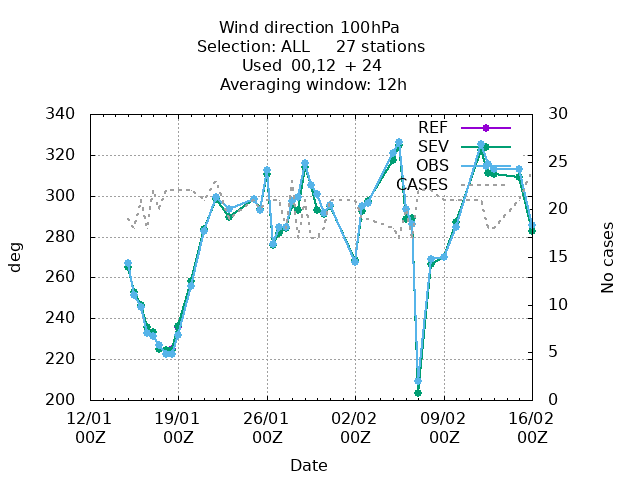 Wind direction 100hPa
Selection: ALL 27 stations
Used 00,12 + 24
Averaging window: 12h
340 30
REF
SEV
320 25
OBS
CASES
300 20
280 15
260 10
240
220 5
200 0
12/01 19/01 26/01 02/02 09/02 16/02
00Z 00Z 00Z 00Z 00Z 00Z
deg
No cases
Date